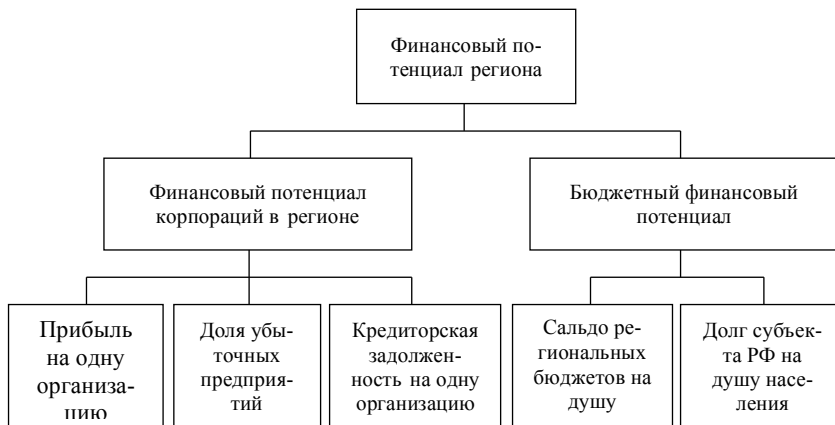 Финансовый по-
тенциал региона
Финансовый потенциал
корпораций в регионе
Бюджетный финансовый
потенциал
Прибыль
на одну
организа-
цию
Доля убы-
точных
предприя-
тий
Кредиторская
задолжен-
ность на одну
организацию
Сальдо ре-
гиональных
бюджетов на
душу
Долг субъек-
та РФ на
душу насе-
ления